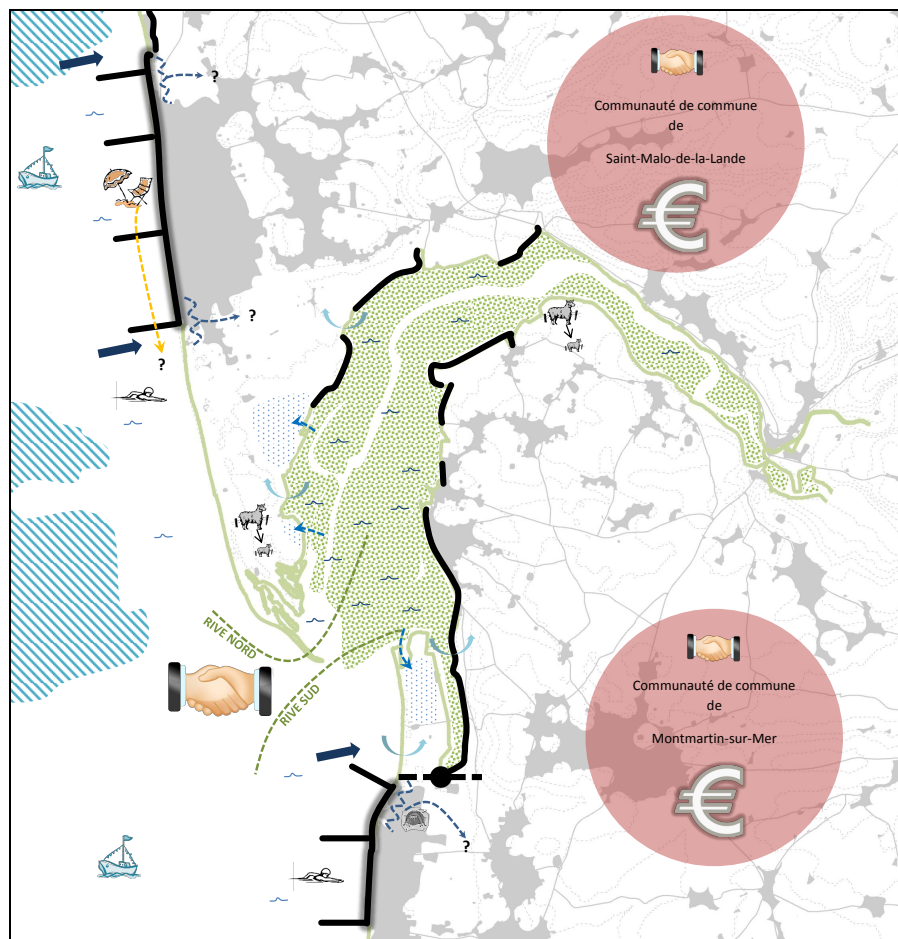 ?
Communauté de commune
de
Saint-Malo-de-la-Lande
€
?
?
RIVE NORD
RIVE SUD
Communauté de commune
de
Montmartin-sur-Mer
€
?